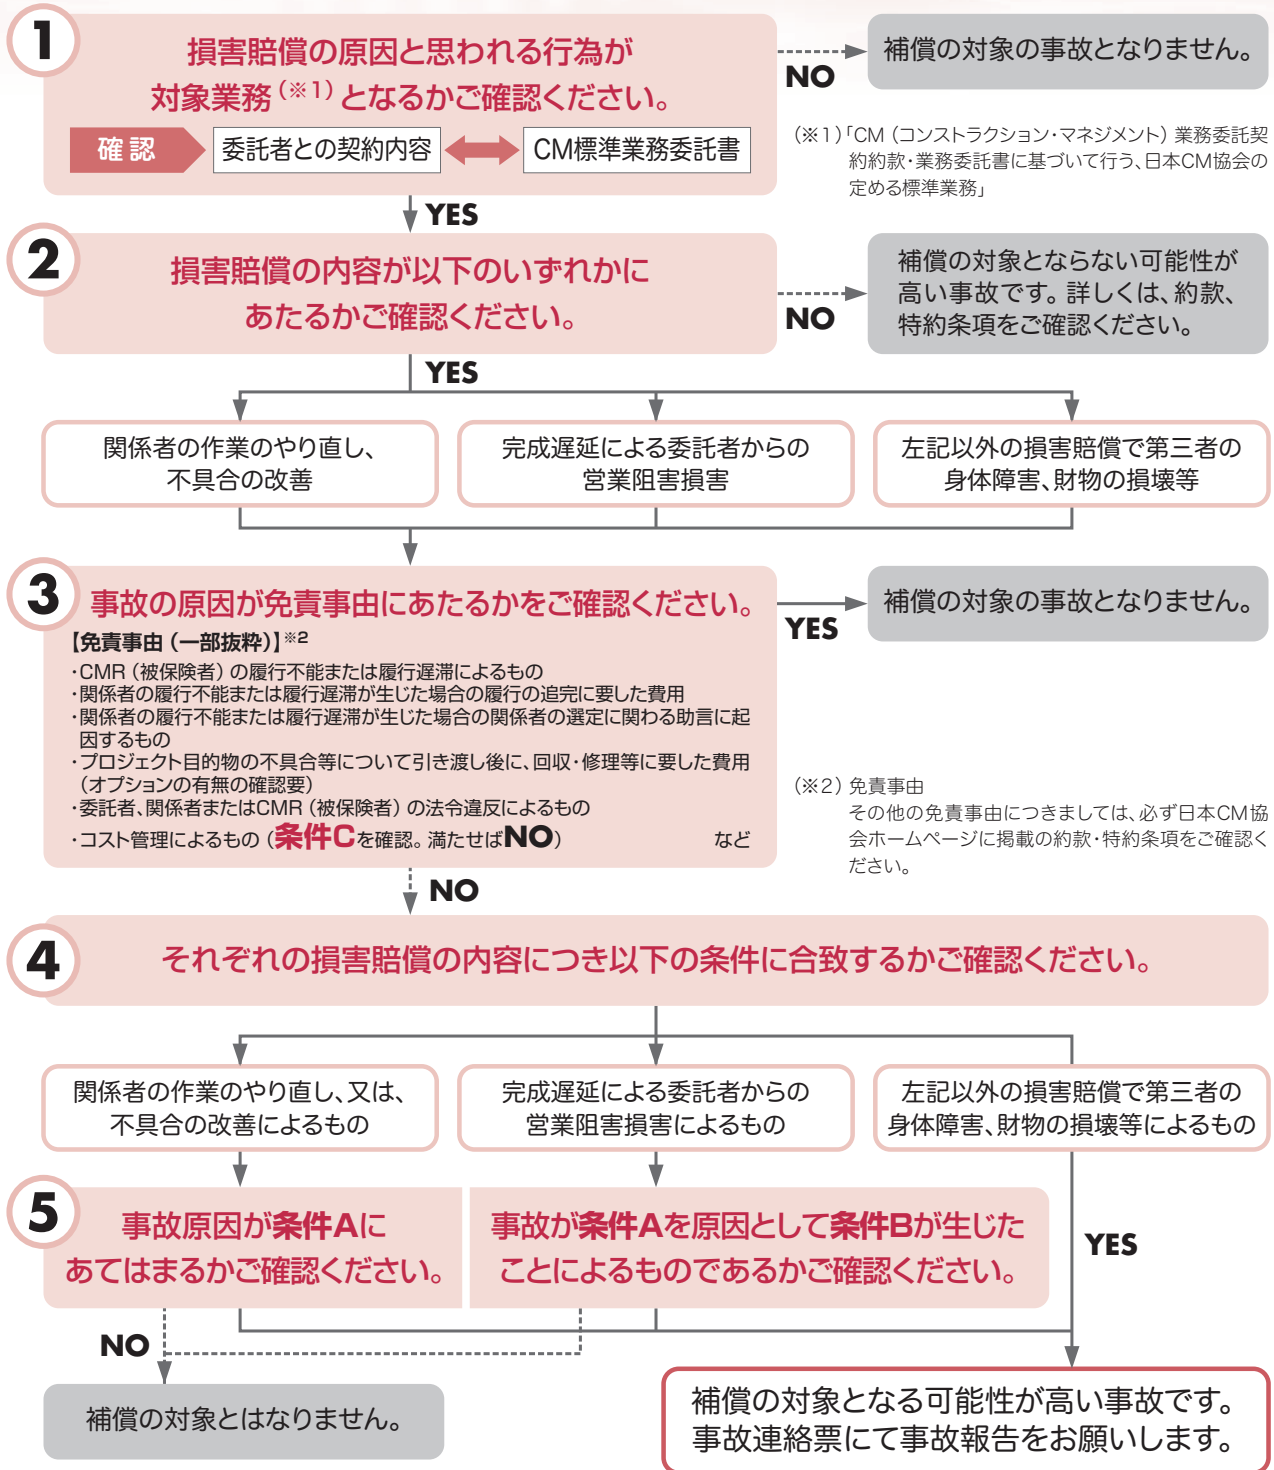 1
損害賠償の原因と思われる行為が
対象業務(※1)となるかご確認ください。
確認
委託者との契約内容
CM標準業務委託書
NO
補償の対象の事故となりません。
(※1)「CM(コンストラクション・マネジメント)業務委託契
約約款・業務委託書に基づいて行う、日本CM協会の
定める標準業務」
YES
2
損害賠償の内容が以下のいずれかに
あたるかご確認ください。
NO
補償の対象とならない可能性が
高い事故です。詳しくは、約款、
特約条項をご確認ください。
YES
関係者の作業のやり直し、
不具合の改善
完成遅延による委託者からの
営業阻害損害
左記以外の損害賠償で第三者の
身体障害、財物の損壊等
3
事故の原因が免責事由にあたるかをご確認ください。
【免責事由(一部抜粋)】※2
・CMR(被保険者)の履行不能または履行遅滞によるもの
・関係者の履行不能または履行遅滞が生じた場合の履行の追完に要した費用
・関係者の履行不能または履行遅滞が生じた場合の関係者の選定に関わる助言に起
因するもの
・プロジェクト目的物の不具合等について引き渡し後に、回収・修理等に要した費用
(オプションの有無の確認要)
・委託者、関係者またはCMR(被保険者)の法令違反によるもの
・コスト管理によるもの(条件Cを確認。満たせばNO) など
YES
補償の対象の事故となりません。
(※2)免責事由
その他の免責事由につきましては、必ず日本CM協
会ホームページに掲載の約款・特約条項をご確認く
ださい。
NO
4
それぞれの損害賠償の内容につき以下の条件に合致するかご確認ください。
関係者の作業のやり直し、又は、
不具合の改善によるもの
完成遅延による委託者からの
営業阻害損害によるもの
左記以外の損害賠償で第三者の
身体障害、財物の損壊等によるもの
5
事故原因が条件Aに
あてはまるかご確認ください。
事故が条件Aを原因として条件Bが生じた
ことによるものであるかご確認ください。
YES
NO
補償の対象とはなりません。
補償の対象となる可能性が高い事故です。
事故連絡票にて事故報告をお願いします。